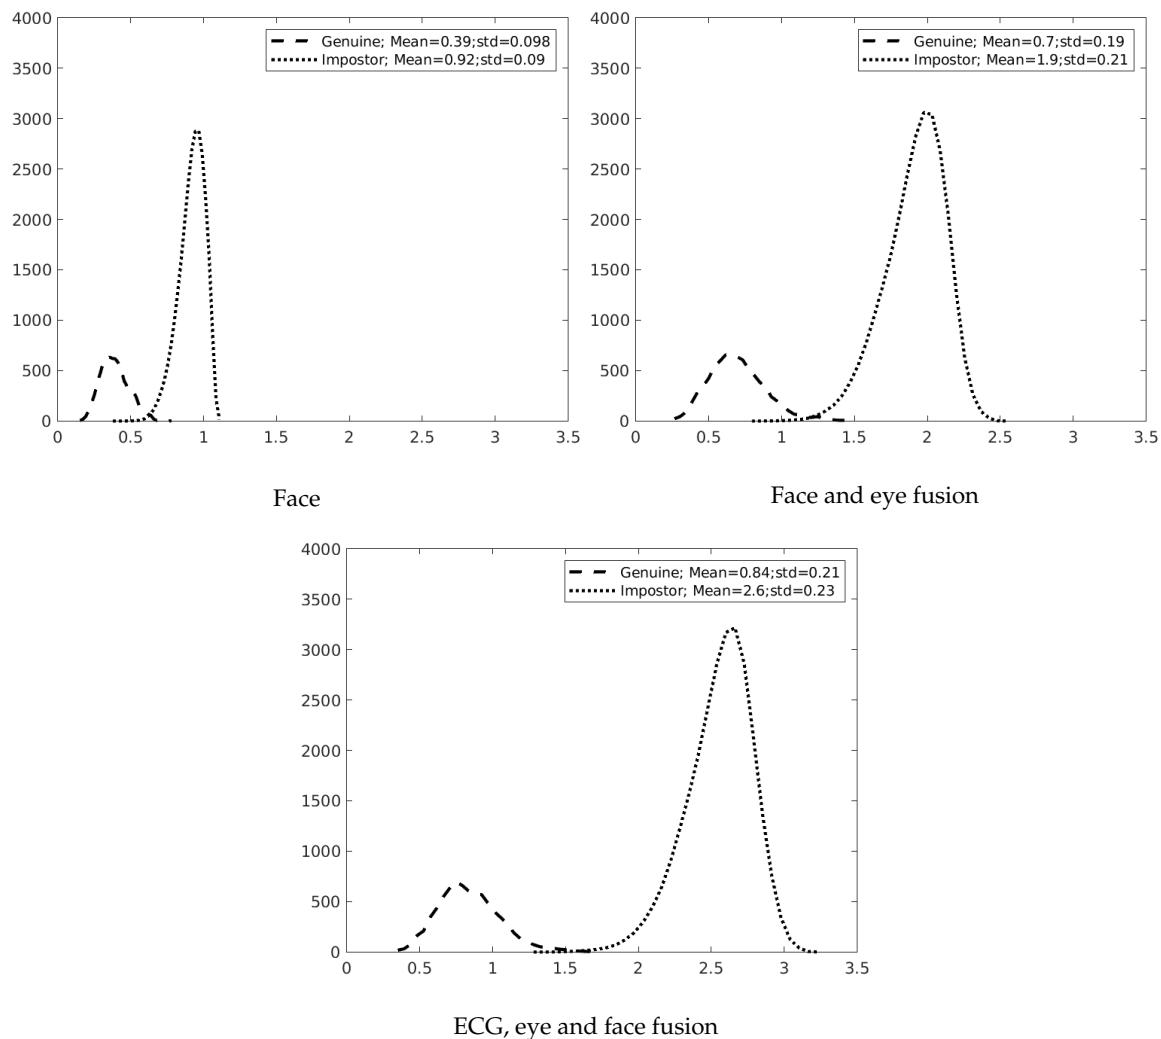 4000
3500
3000
2500
2000
1500
1000
500
0
0 0.5 1 1.5 2 2.5 3 3.5
Genuine; Mean=0.39;std=0.098
Impostor; Mean=0.92;std=0.09
Face
4000
3500
3000
2500
2000
1500
1000
500
0
0 0.5 1 1.5 2 2.5 3 3.5
Genuine; Mean=0.7;std=0.19
Impostor; Mean=1.9;std=0.21
Face and eye fusion
4000
3500
3000
2500
2000
1500
1000
500
0
0 0.5 1 1.5 2 2.5 3 3.5
Genuine; Mean=0.84;std=0.21
Impostor; Mean=2.6;std=0.23
ECG, eye and face fusion